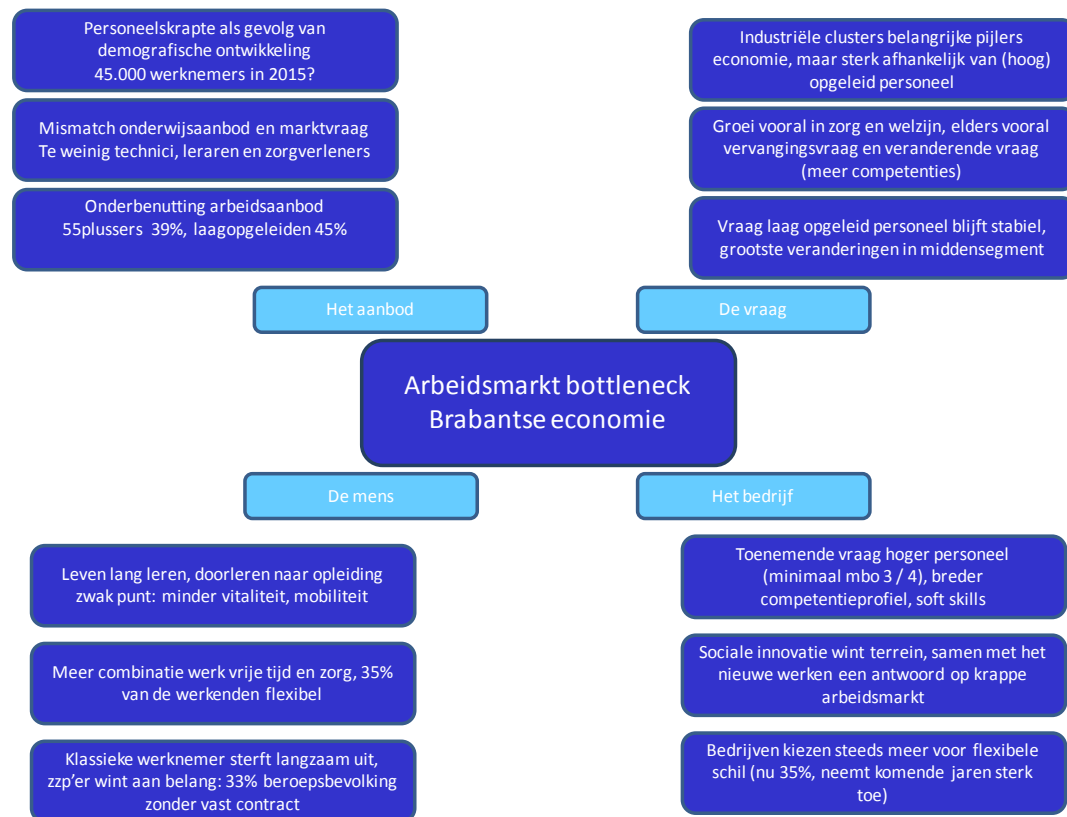 Personeelskrapte als gevolg van
demografische ontwikkeling
45.000 werknemers in 2015?
Mismatch onderwijsaanbod en marktvraag
Te weinig technici, leraren en zorgverleners
Onderbenutting arbeidsaanbod
55plussers 39%, laagopgeleiden 45%
Industriële clusters belangrijke pijlers
economie, maar sterk afhankelijk van (hoog)
opgeleid personeel
Groei vooral in zorg en welzijn, elders vooral
vervangingsvraag en veranderende vraag
(meer competenties)
Vraag laag opgeleid personeel blijft stabiel,
grootste veranderingen in middensegment
Het aanbod
De vraag
Arbeidsmarkt bottleneck
Brabantse economie
De mens
Het bedrijf
Leven lang leren, doorleren naar opleiding
zwak punt: minder vitaliteit, mobiliteit
Meer combinatie werk vrije tijd en zorg, 35%
van de werkenden flexibel
Klassieke werknemer sterft langzaam uit,
zzp'er wint aan belang: 33% beroepsbevolking
zonder vast contract
Toenemende vraag hoger personeel
(minimaal mbo 3 / 4), breder
competentieprofiel, soft skills
Sociale innovatie wint terrein, samen met het
nieuwe werken een antwoord op krappe
arbeidsmarkt
Bedrijven kiezen steeds meer voor flexibele
schil (nu 35%, neemt komende jaren sterk
toe)